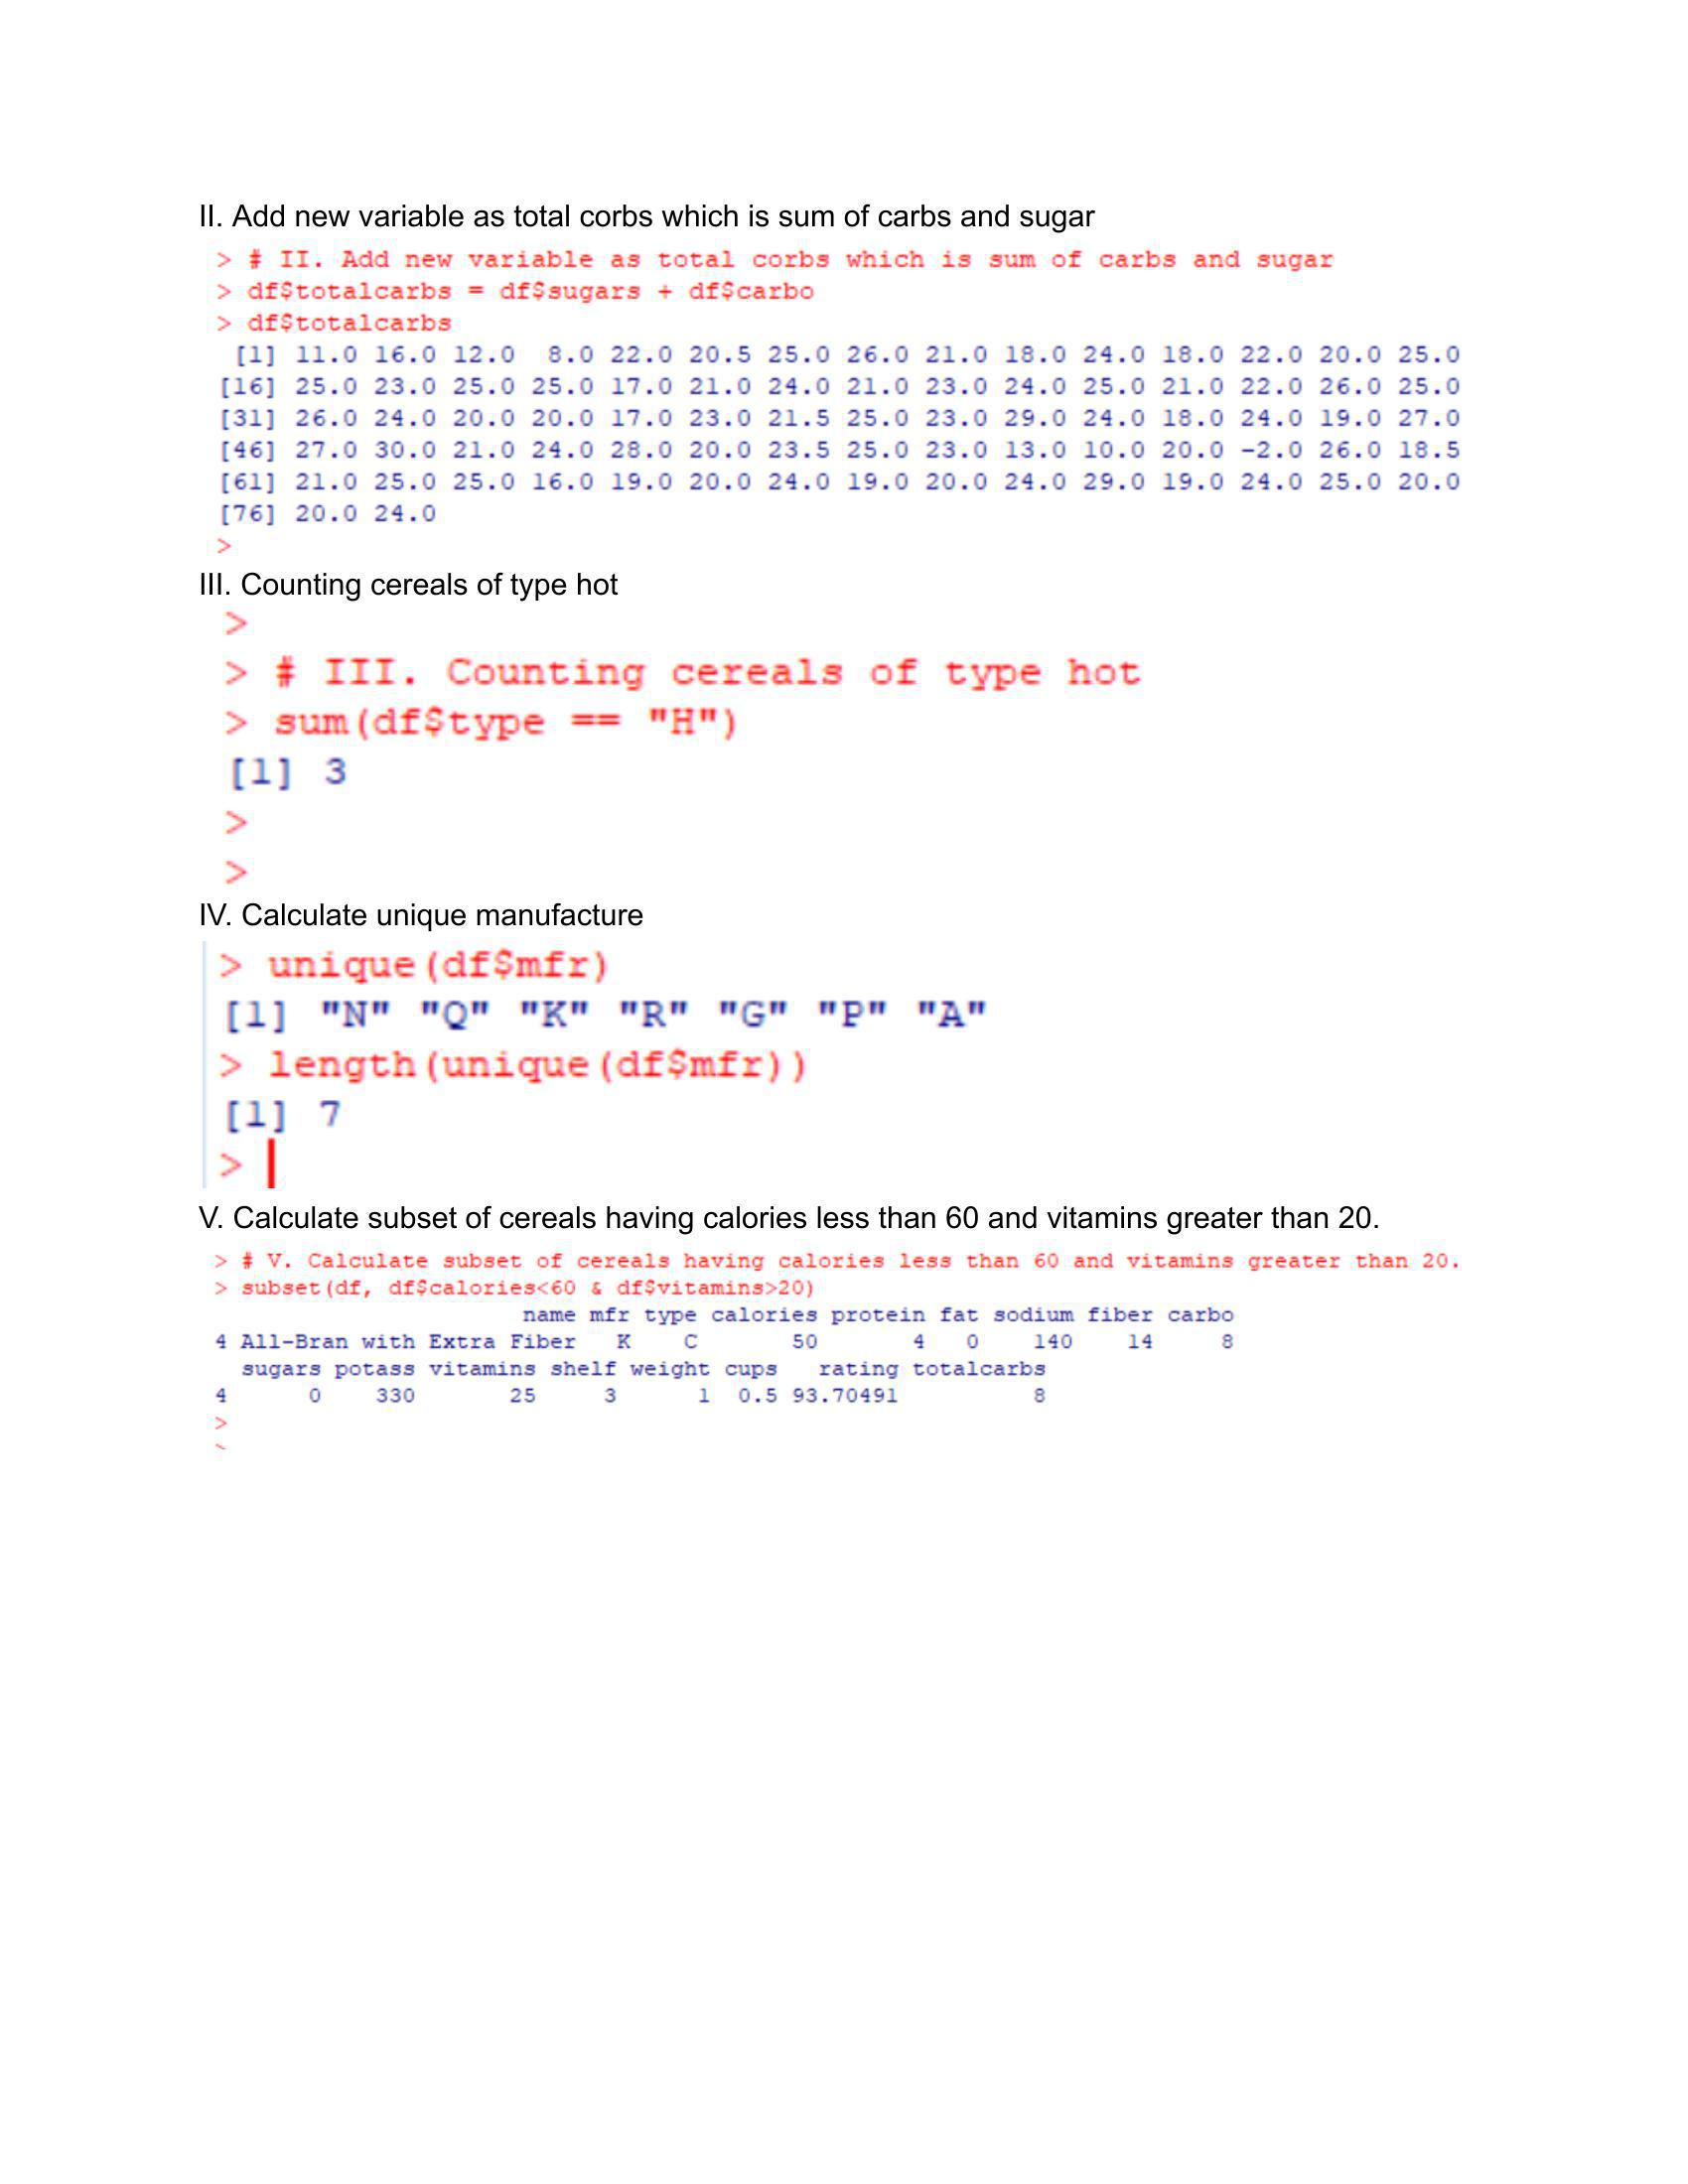 II. Add new variable as total corbs which is sum of carbs and sugar
> # II. Add new variable as total corbs which is sum of carbs and sugar
> df$totalcarbs = df$sugars + df$carbo
> df$totalcarbs
[1] 11.0 16.0 12.0 8.0 22.0 20.5 25.0 26.0 21.0 18.0 24.0 18.0 22.0 20.0 25.0
[16] 25.0 23.0 25.0 25.0 17.0 21.0 24.0 21.0 23.0 24.0 25.0 21.0 22.0 26.0 25.0
[31] 26.0 24.0 20.0 20.0 17.0 23.0 21.5 25.0 23.0 29.0 24.0 18.0 24.0 19.0 27.0
[46] 27.0 30.0 21.0 24.0 28.0 20.0 23.5 25.0 23.0 13.0 10.0 20.0 -2.0 26.0 18.5
[61] 21.0 25.0 25.0 16.0 19.0 20.0 24.0 19.0 20.0 24.0 29.0 19.0 24.0 25.0 20.0
[76] 20.0 24.0
>
III. Counting cereals of type hot
>
> # III. Counting cereals of type hot
> sum(df$type == "H")
[1] 3
>
>
IV. Calculate unique manufacture
> unique(df$mfr)
[1] "N" "Q" "K" "R" "G" "P" "A"
> length(unique(df$mfr))
[1] 7
>
V. Calculate subset of cereals having calories less than 60 and vitamins greater than 20.
> # V. Calculate subset of cereals having calories less than 60 and vitamins greater than 20.
> subset(df, df$calories<60 & df$vitamins>20)
name mfr type calories protein fat sodium fiber carbo
4 All-Bran with Extra Fiber K C 50 4 0 140 14 8
sugars potass vitamins shelf weight cups rating totalcarbs
4 0 330 25 3 1 0.5 93.70491 8
>